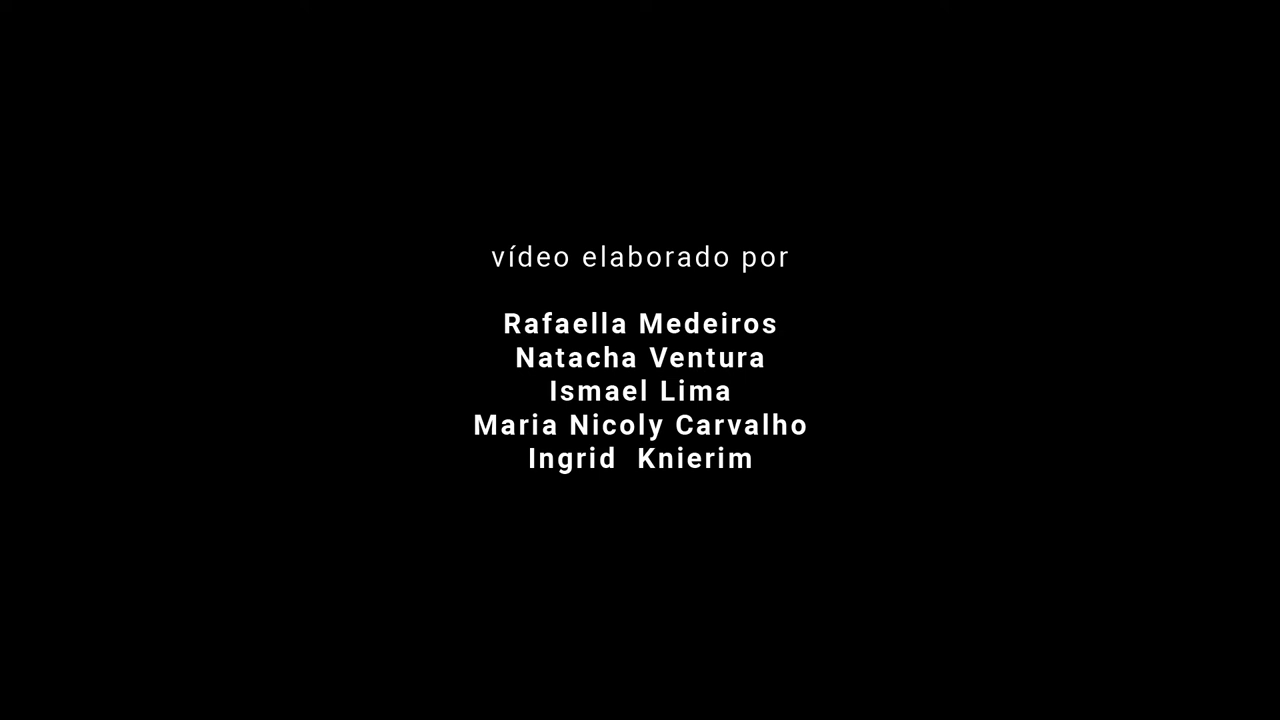 vídeo elaborado por
Rafaella Medeiros
Natacha Ventura
Ismael Lima
Maria Nicoly Carvalho
Ingrid  Knierim